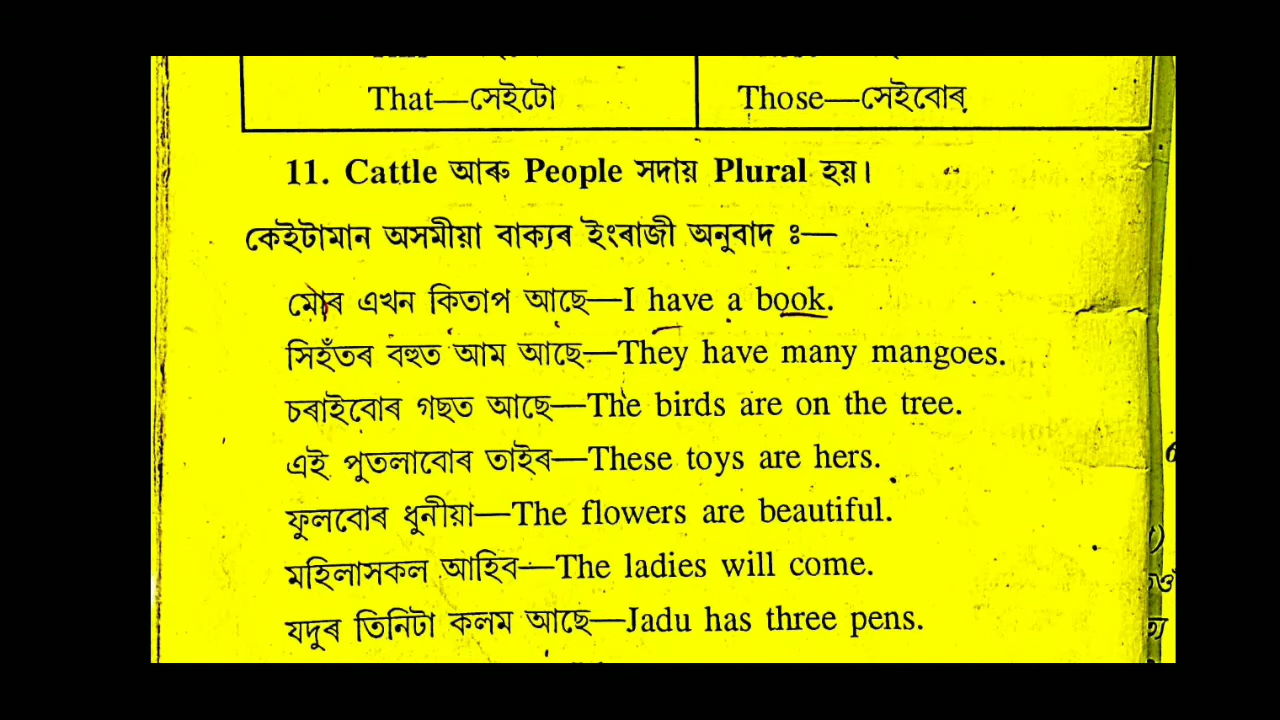 That—সেইটো
Those—সেইবোৰ
11. Cattle আৰু People সদায় Plural হয়।
কেইটামান অসমীয়া বাক্যৰ ইংৰাজী অনুবাদ ঃ—
মোৰ এখন কিতাপ আছে—I have a book.
সিহঁতৰ বহুত আম আছে—They have many mangoes.
চৰাইবোৰ গছত আছে—The birds are on the tree.
এই পুতলাবোৰ তাইৰ—These toys are hers.
ফুলবোৰ ধুনীয়া—The flowers are beautiful.
মহিলাসকল আহিব—The ladies will come.
যদুৰ তিনিটা কলম আছে—Jadu has three pens.